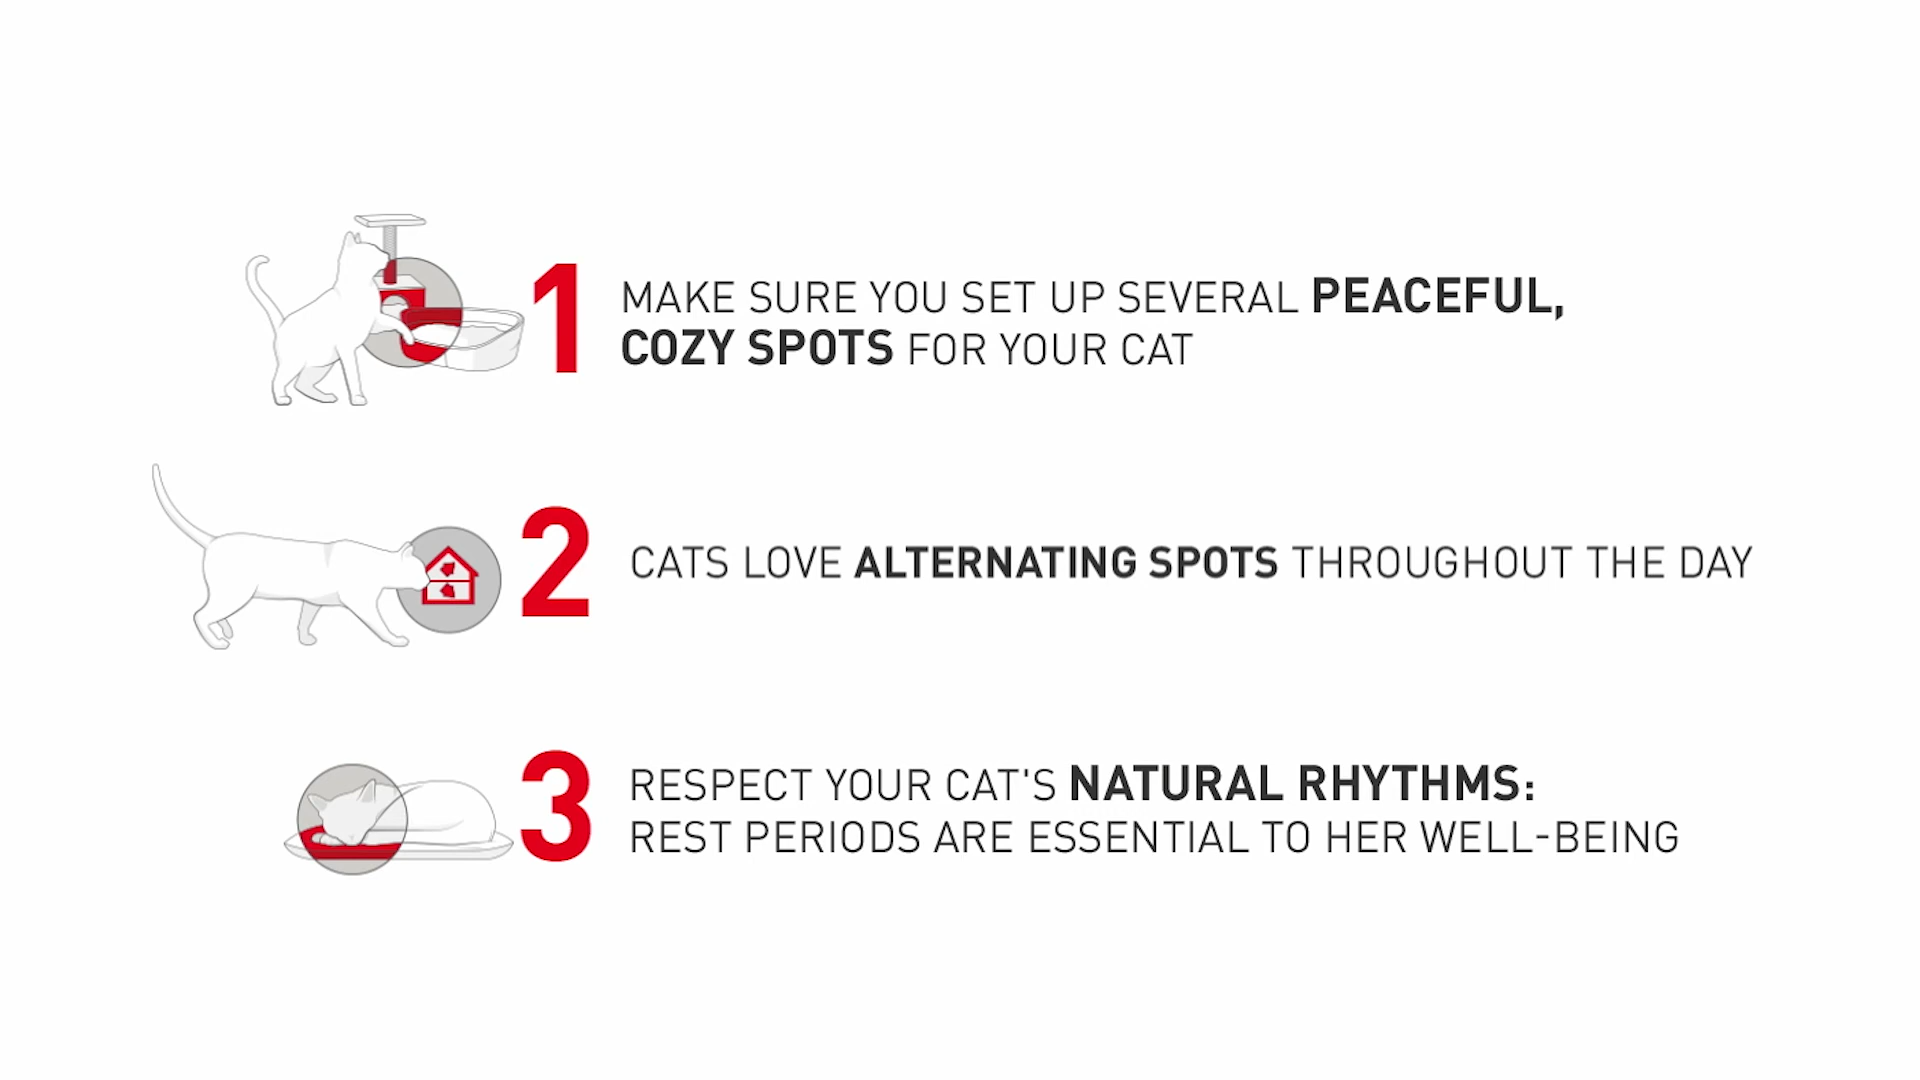 1 MAKE SURE YOU SET UP SEVERAL PEACEFUL,
COZY SPOTS FOR YOUR CAT
2 CATS LOVE ALTERNATING SPOTS THROUGHOUT THE DAY
3 RESPECT YOUR CAT'S NATURAL RHYTHMS:
REST PERIODS ARE ESSENTIAL TO HER WELL-BEING